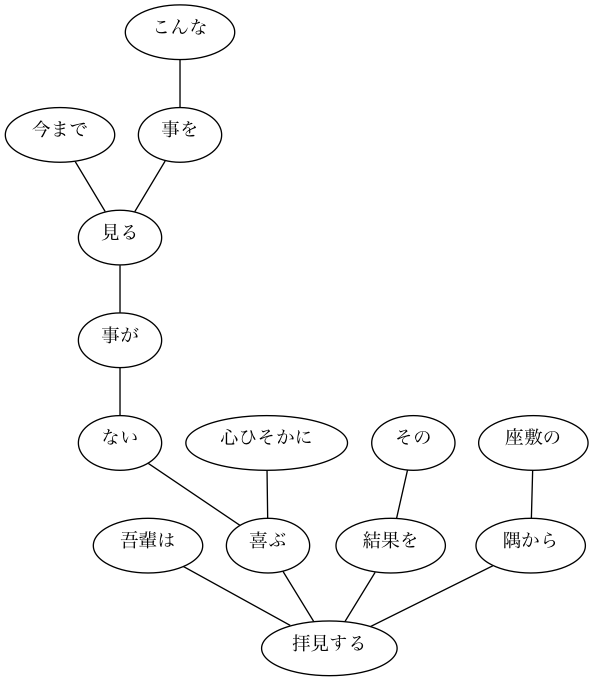 こんな
今まで
事を
見る
事が
ない
心ひそかに
その
座敷の
吾輩は
喜ぶ
結果を
隅から
拝見する